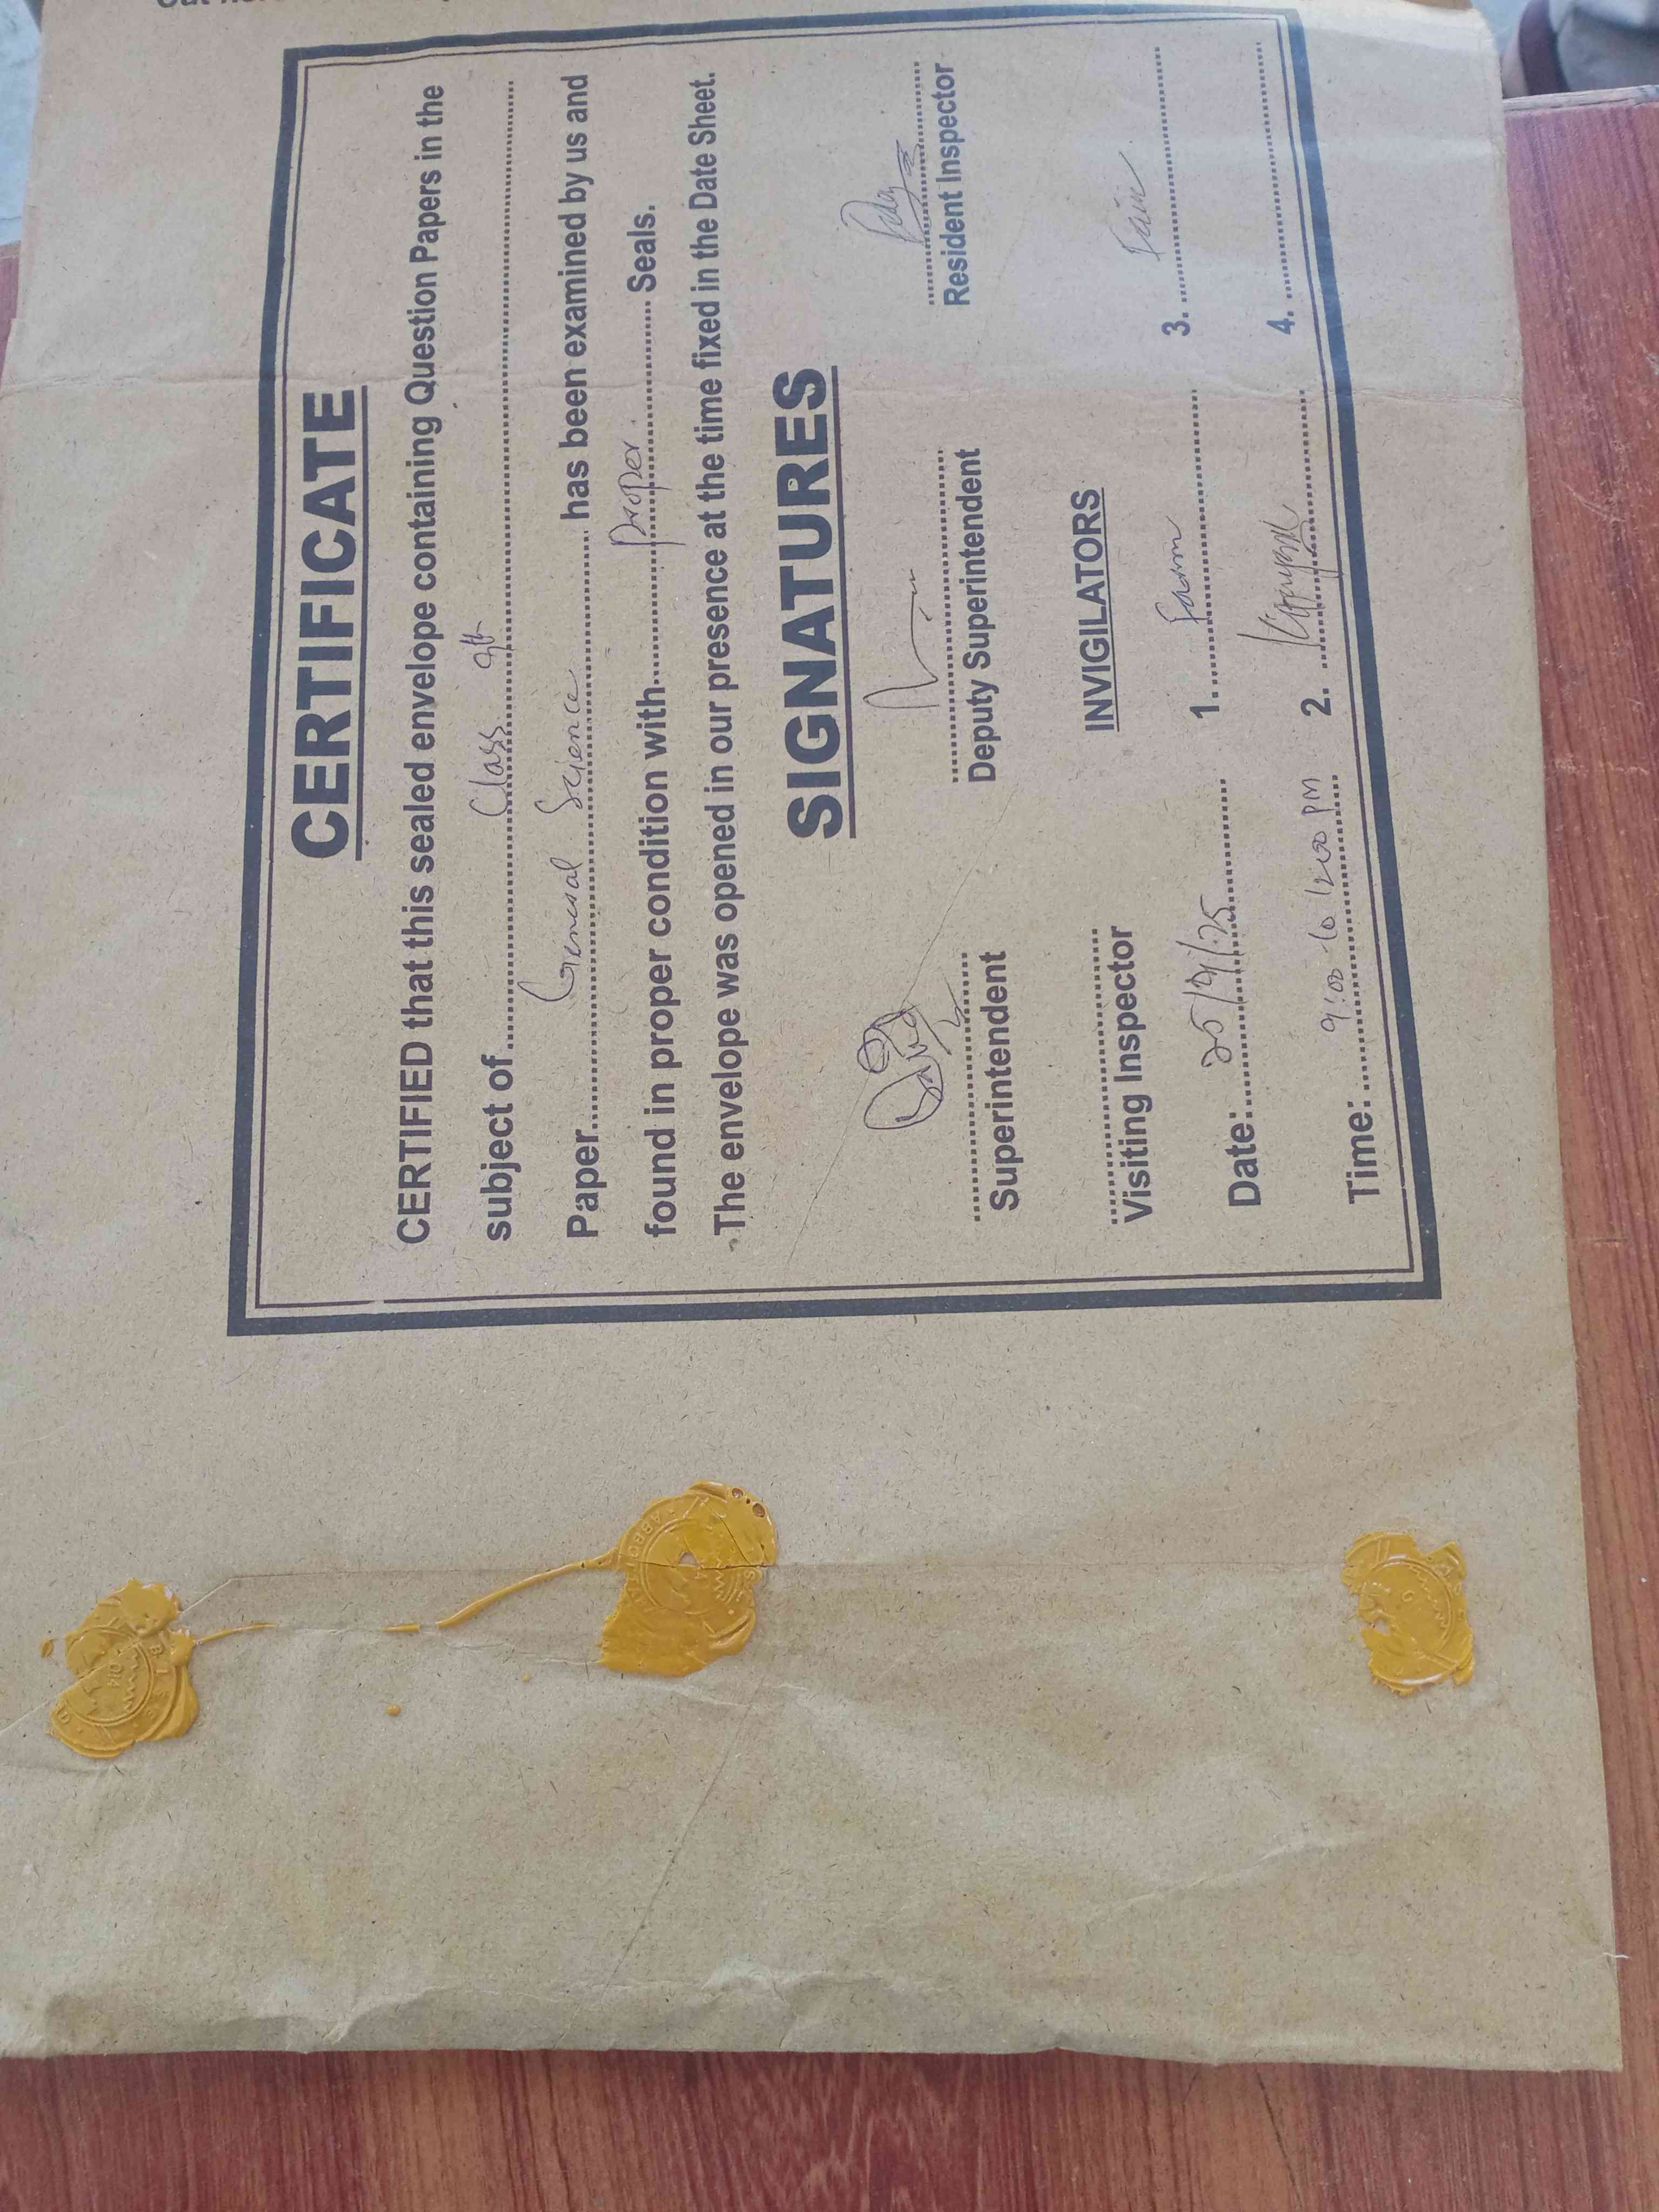 CERTIFICATE
CERTIFIED that this sealed envelope containing Question Papers in the
subject of Class 9th
Paper General Science has been examined by us and
found in proper condition with proper. Seals.
The envelope was opened in our presence at the time fixed in the Date Sheet.
SIGNATURES
Superintendent Deputy Superintendent Resident Inspector
INVIGILATORS
Visiting Inspector
1. 3.
Date: 25/9/25
2. 4.
Time: 9:00 to 12:00 PM
014